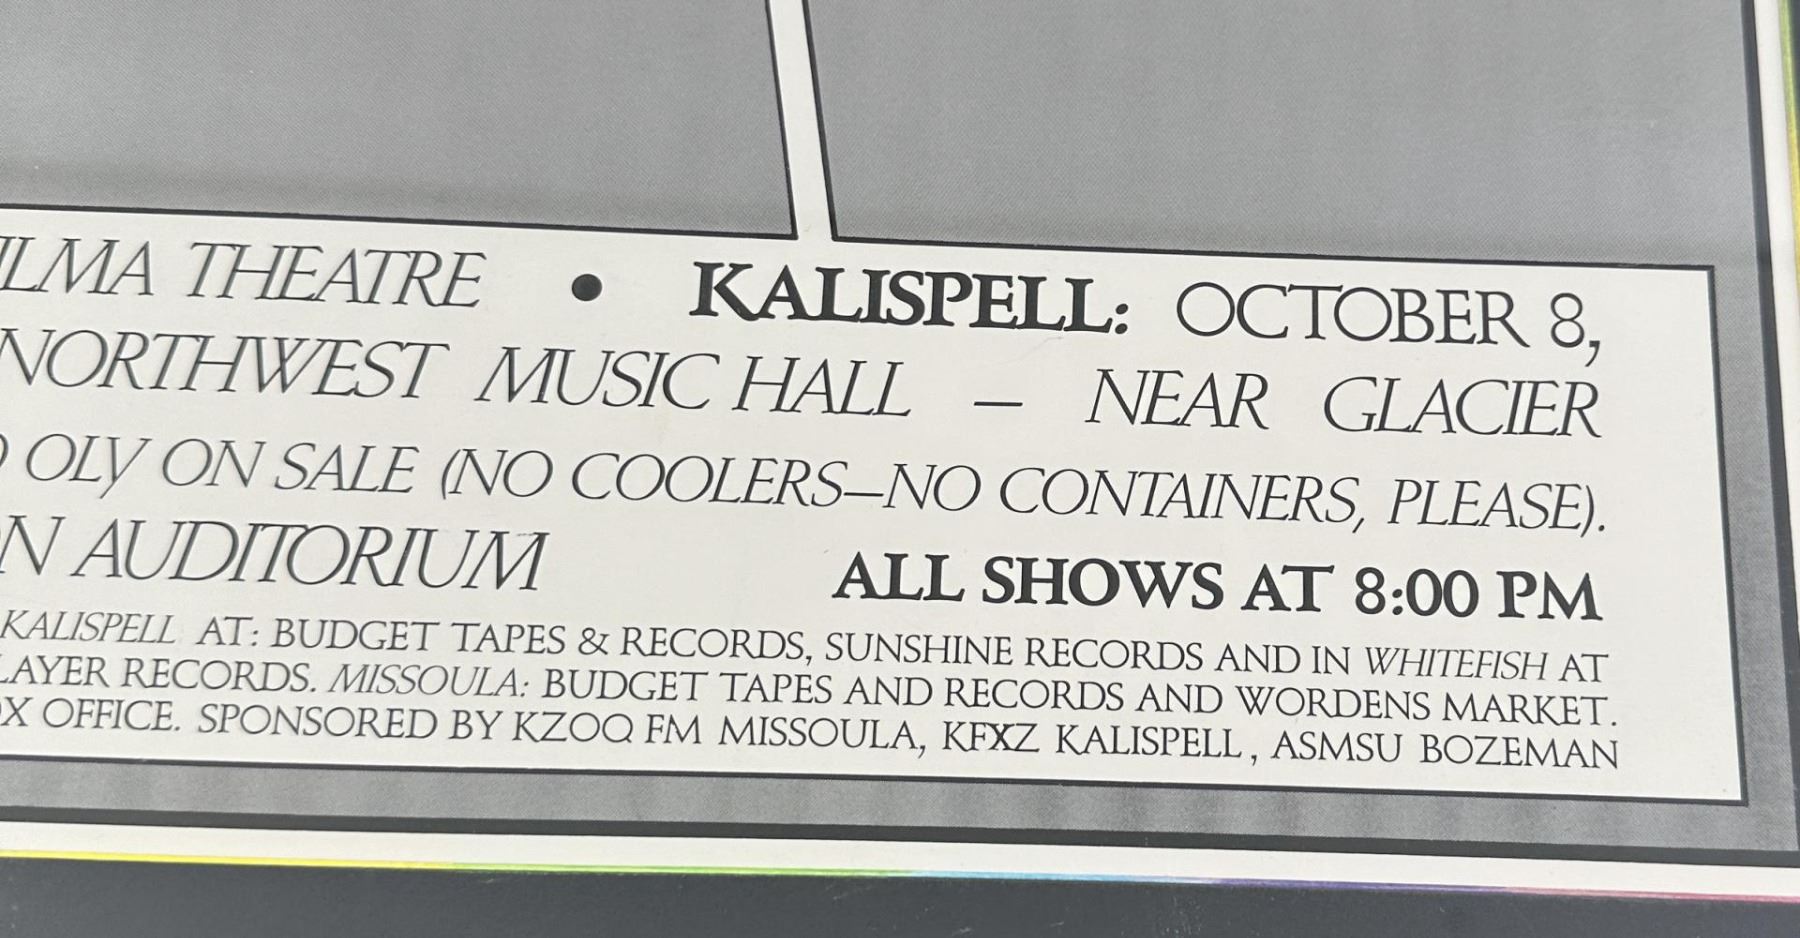 ILMA THEATRE • KALISPELL: OCTOBER 8,
NORTHWEST MUSIC HALL — NEAR GLACIER
OLY ON SALE (NO COOLERS—NO CONTAINERS, PLEASE).
N AUDITORIUM ALL SHOWS AT 8:00 PM
KALISPELL AT: BUDGET TAPES & RECORDS, SUNSHINE RECORDS AND IN WHITEFISH AT
LAYER RECORDS. MISSOULA: BUDGET TAPES AND RECORDS AND WORDENS MARKET.
OX OFFICE. SPONSORED BY KZOQ FM MISSOULA, KFXZ KALISPELL, ASMSU BOZEMAN